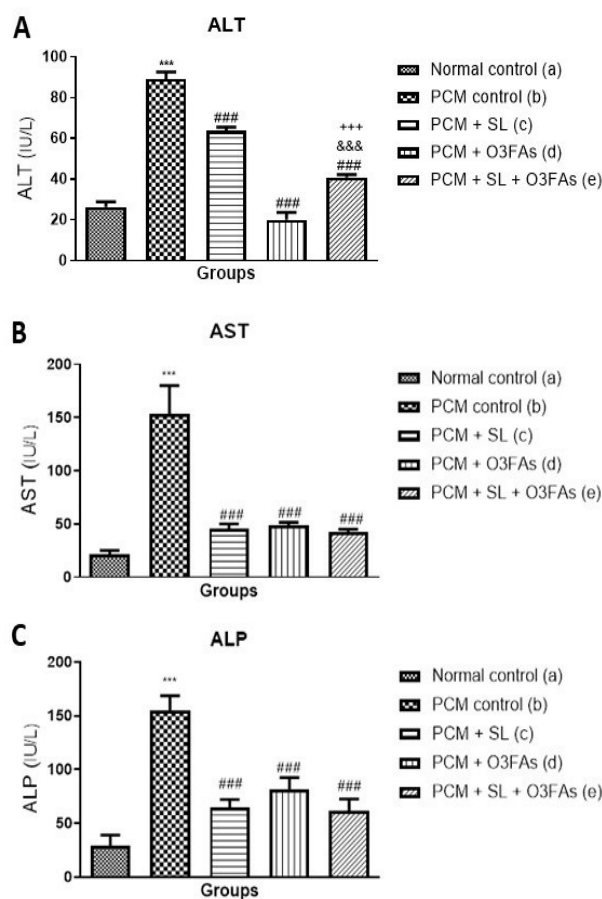 A
ALT
ALT (IU/L)
100
80
60
40
20
0
***
###
###
+++
&&&
###
Groups
Normal control (a)
PCM control (b)
PCM + SL (c)
PCM + O3FAs (d)
PCM + SL + O3FAs (e)
B
AST
AST (IU/L)
200
150
100
50
0
***
###
###
###
Groups
Normal control (a)
PCM control (b)
PCM + SL (c)
PCM + O3FAs (d)
PCM + SL + O3FAs (e)
C
ALP
ALP (IU/L)
200
150
100
50
0
***
###
###
###
Groups
Normal control (a)
PCM control (b)
PCM + SL (c)
PCM + O3FAs (d)
PCM + SL + O3FAs (e)